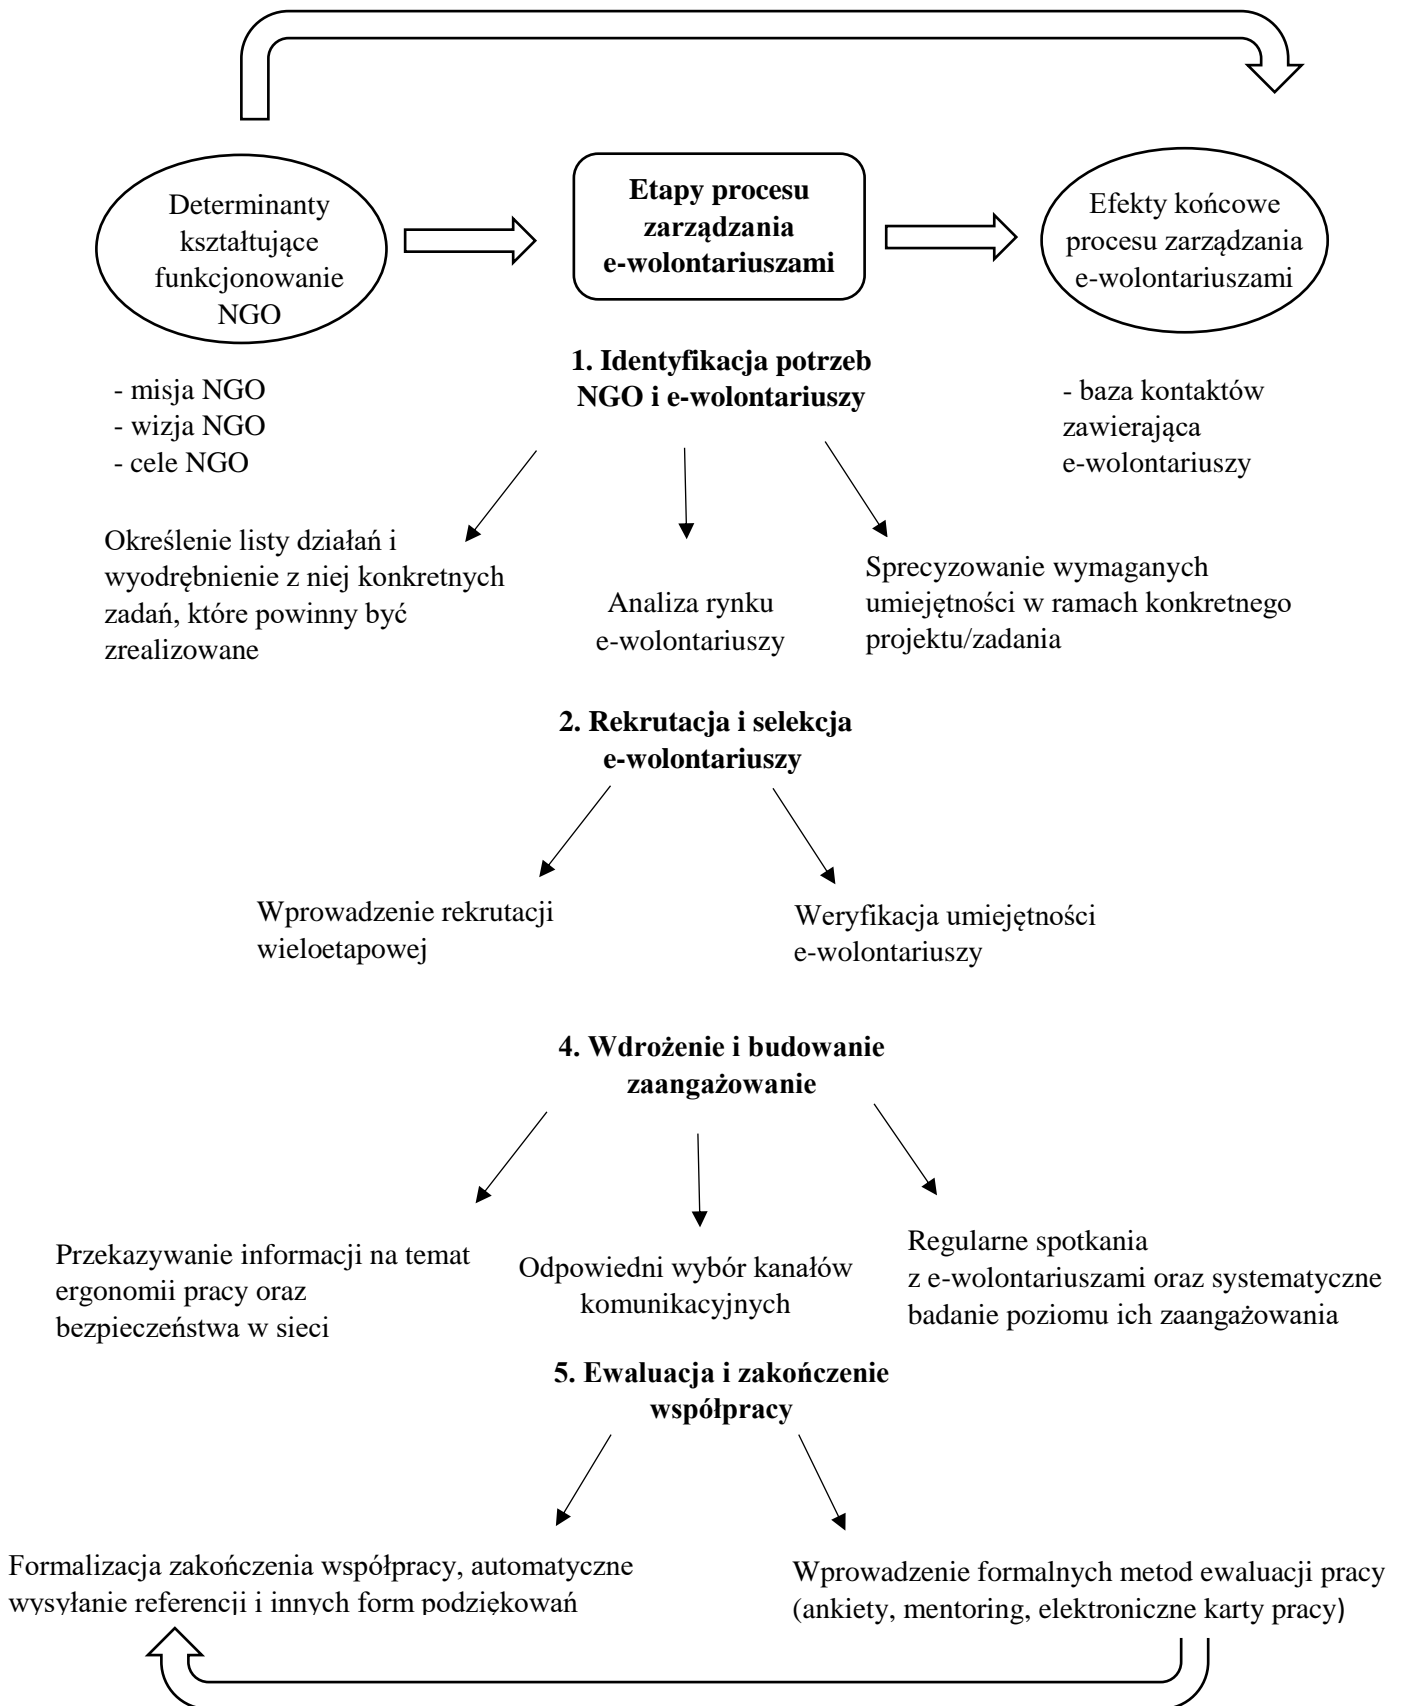 Determinanty
kształtujące
funkcjonowanie
NGO
Etapy procesu
zarządzania
e-wolontariuszami
Efekty końcowe
procesu zarządzania
e-wolontariuszami
- misja NGO
- wizja NGO
- cele NGO
1. Identyfikacja potrzeb
NGO i e-wolontariuszy
- baza kontaktów
zawierająca
e-wolontariuszy
Określenie listy działań i
wyodrębnienie z niej konkretnych
zadań, które powinny być
zrealizowane
Analiza rynku
e-wolontariuszy
Sprecyzowanie wymaganych
umiejętności w ramach konkretnego
projektu/zadania
2. Rekrutacja i selekcja
e-wolontariuszy
Wprowadzenie rekrutacji
wieloetapowej
Weryfikacja umiejętności
e-wolontariuszy
4. Wdrożenie i budowanie
zaangażowanie
Przekazywanie informacji na temat
ergonomii pracy oraz
bezpieczeństwa w sieci
Odpowiedni wybór kanałów
komunikacyjnych
Regularne spotkania
z e-wolontariuszami oraz systematyczne
badanie poziomu ich zaangażowania
5. Ewaluacja i zakończenie
współpracy
Formalizacja zakończenia współpracy, automatyczne
wysyłanie referencji i innych form podziękowań
Wprowadzenie formalnych metod ewaluacji pracy
(ankiety, mentoring, elektroniczne karty pracy)